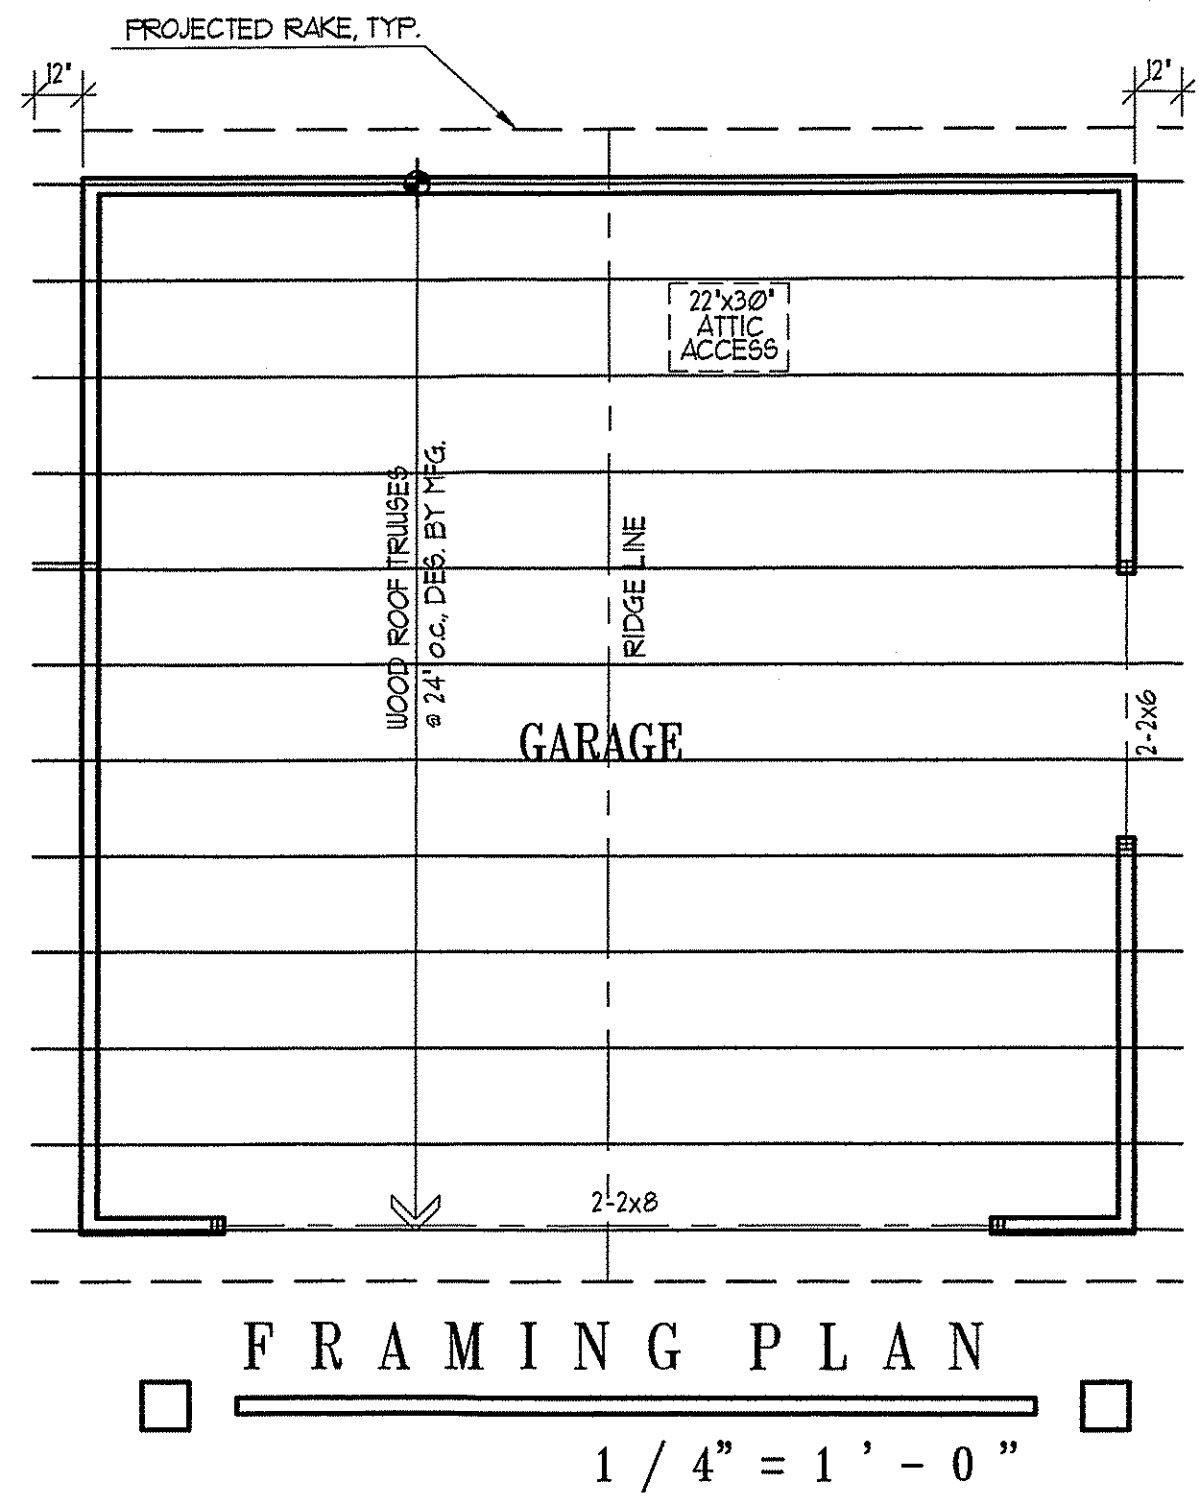 PROJECTED RAKE, TYP.
12"
12"
22"x30"
ATTIC
ACCESS
WOOD ROOF TRUUSES
@ 24" O.C., DES. BY MFG.
RIDGE LINE
GARAGE
2-2x6
2-2x8
FRAMING PLAN
1/4" = 1'-0"